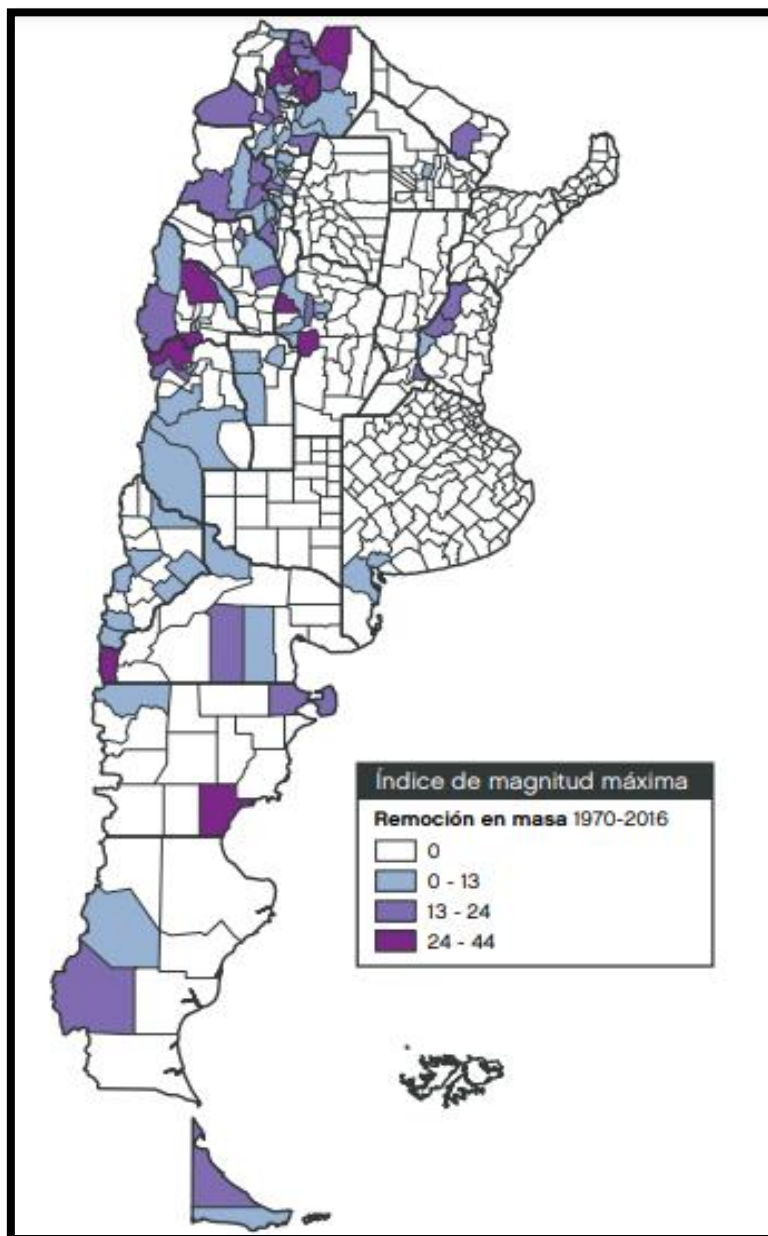 Índice de magnitud máxima
Remoción en masa 1970-2016
0
0 - 13
13 - 24
24 - 44